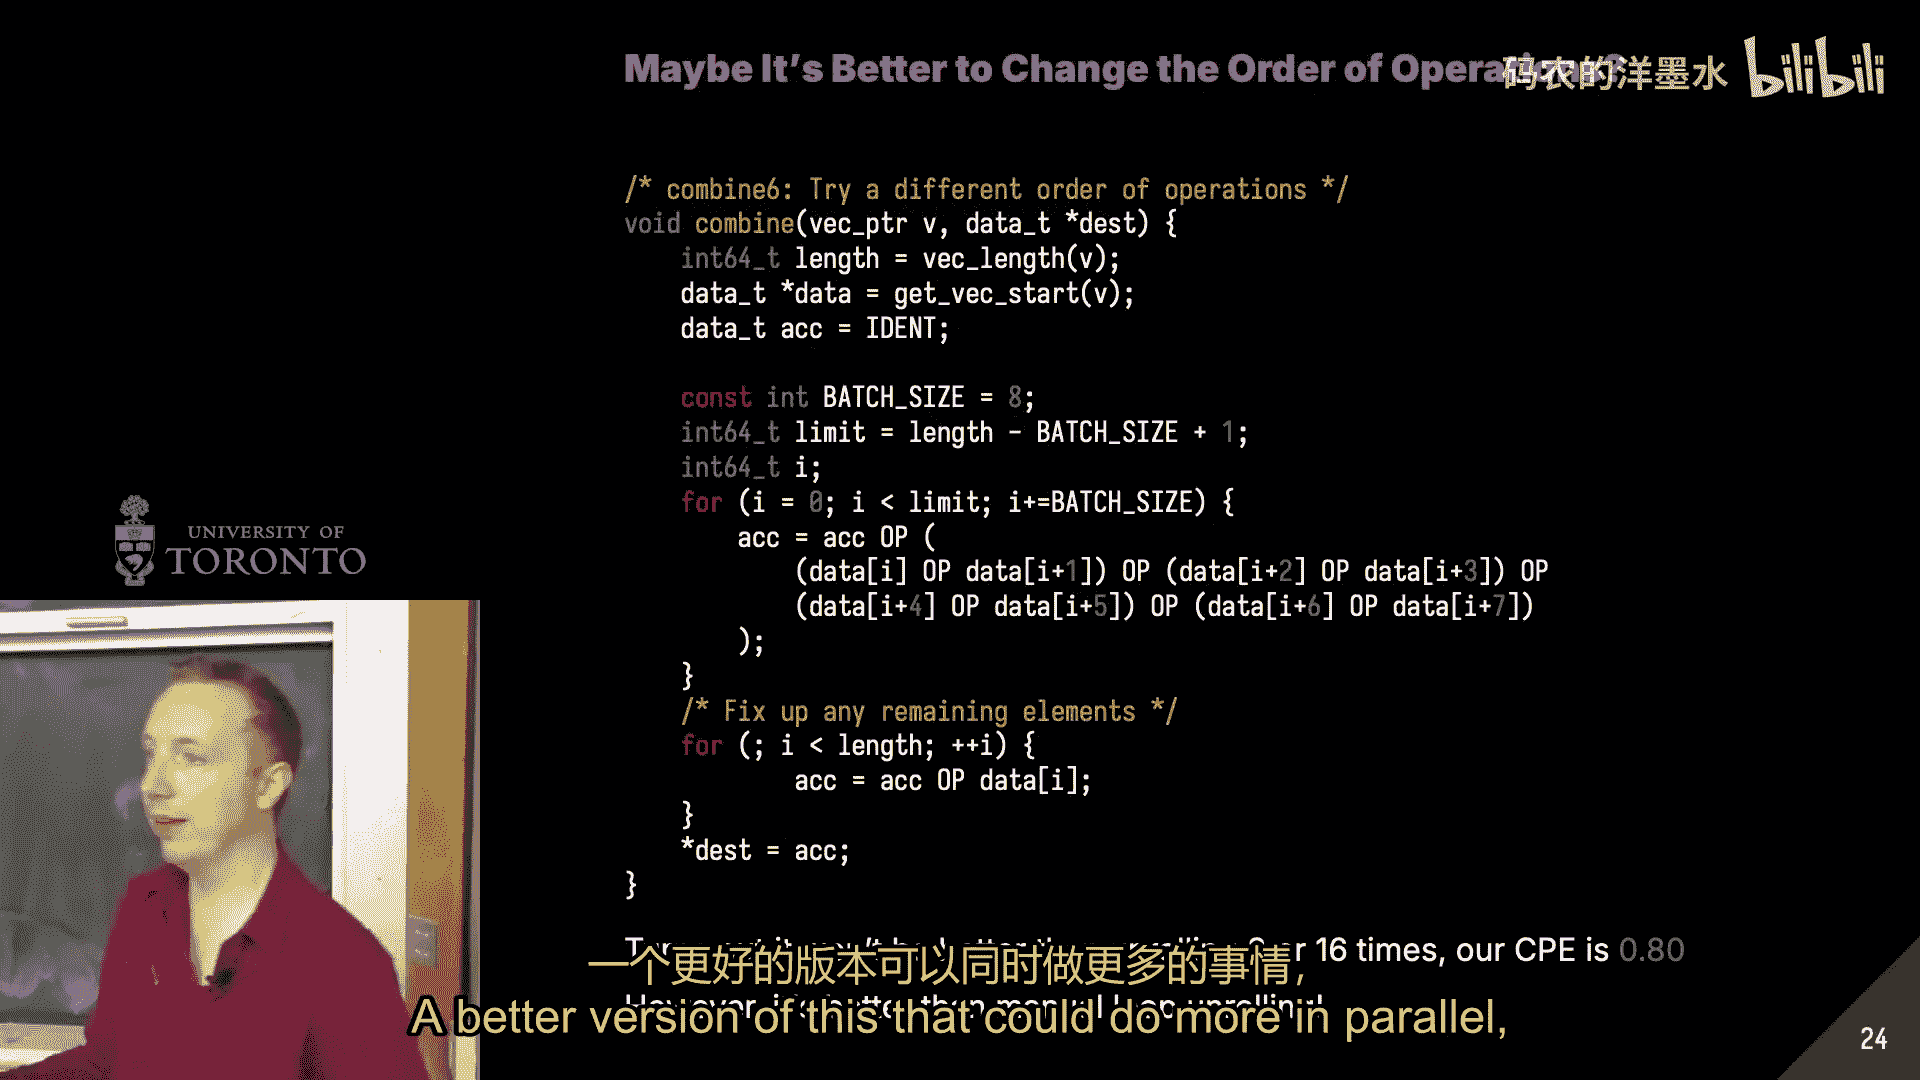 Maybe It's Better to Change the Order of Opera
码农的洋墨水 bilibili
/* combine6: Try a different order of operations */
void combine(vec_ptr v, data_t *dest) {
int64_t length = vec_length(v);
data_t *data = get_vec_start(v);
data_t acc = IDENT;
const int BATCH_SIZE = 8;
int64_t limit = length - BATCH_SIZE + 1;
int64_t i;
for (i = 0; i < limit; i+=BATCH_SIZE) {
acc = acc OP (
(data[i] OP data[i+1]) OP (data[i+2] OP data[i+3]) OP
(data[i+4] OP data[i+5]) OP (data[i+6] OP data[i+7])
);
}
/* Fix up any remaining elements */
for (; i < length; ++i) {
acc = acc OP data[i];
}
*dest = acc;
}
UNIVERSITY OF
TORONTO
16 times, our CPE is 0.80
一个更好的版本可以同时做更多的事情，
A better version of this that could do more in parallel,
24